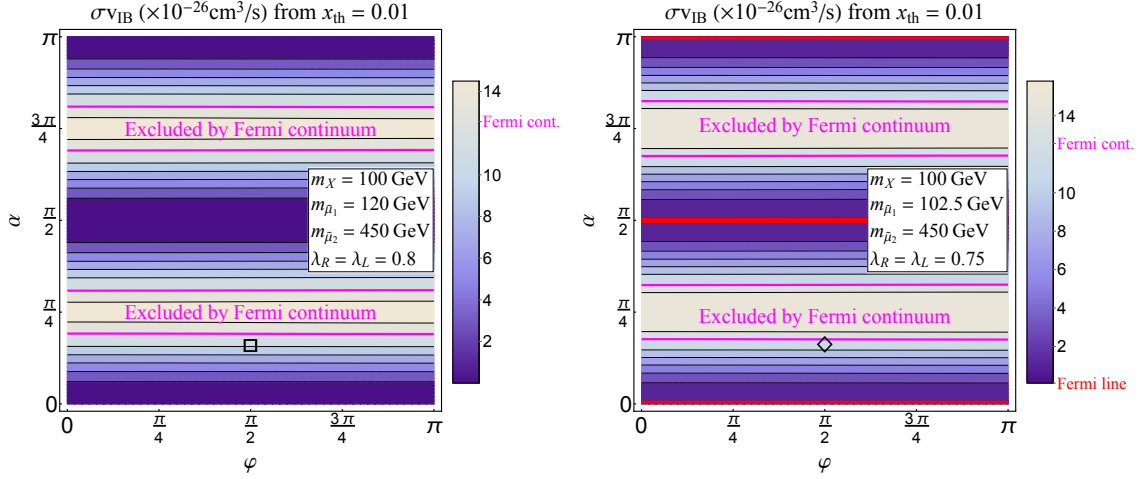 σv_IB (×10⁻²⁶cm³/s) from x_th = 0.01
π
3π/4
π/2
π/4
0
α
Excluded by Fermi continuum
Excluded by Fermi continuum
m_X = 100 GeV
m_μ̃₁ = 120 GeV
m_μ̃₂ = 450 GeV
λ_R = λ_L = 0.8
0 π/4 π/2 3π/4 π
φ
14
Fermi cont.
10
8
6
4
2
σv_IB (×10⁻²⁶cm³/s) from x_th = 0.01
π
3π/4
π/2
π/4
0
α
Excluded by Fermi continuum
Excluded by Fermi continuum
m_X = 100 GeV
m_μ̃₁ = 102.5 GeV
m_μ̃₂ = 450 GeV
λ_R = λ_L = 0.75
0 π/4 π/2 3π/4 π
φ
14
Fermi cont.
10
8
6
4
2
Fermi line